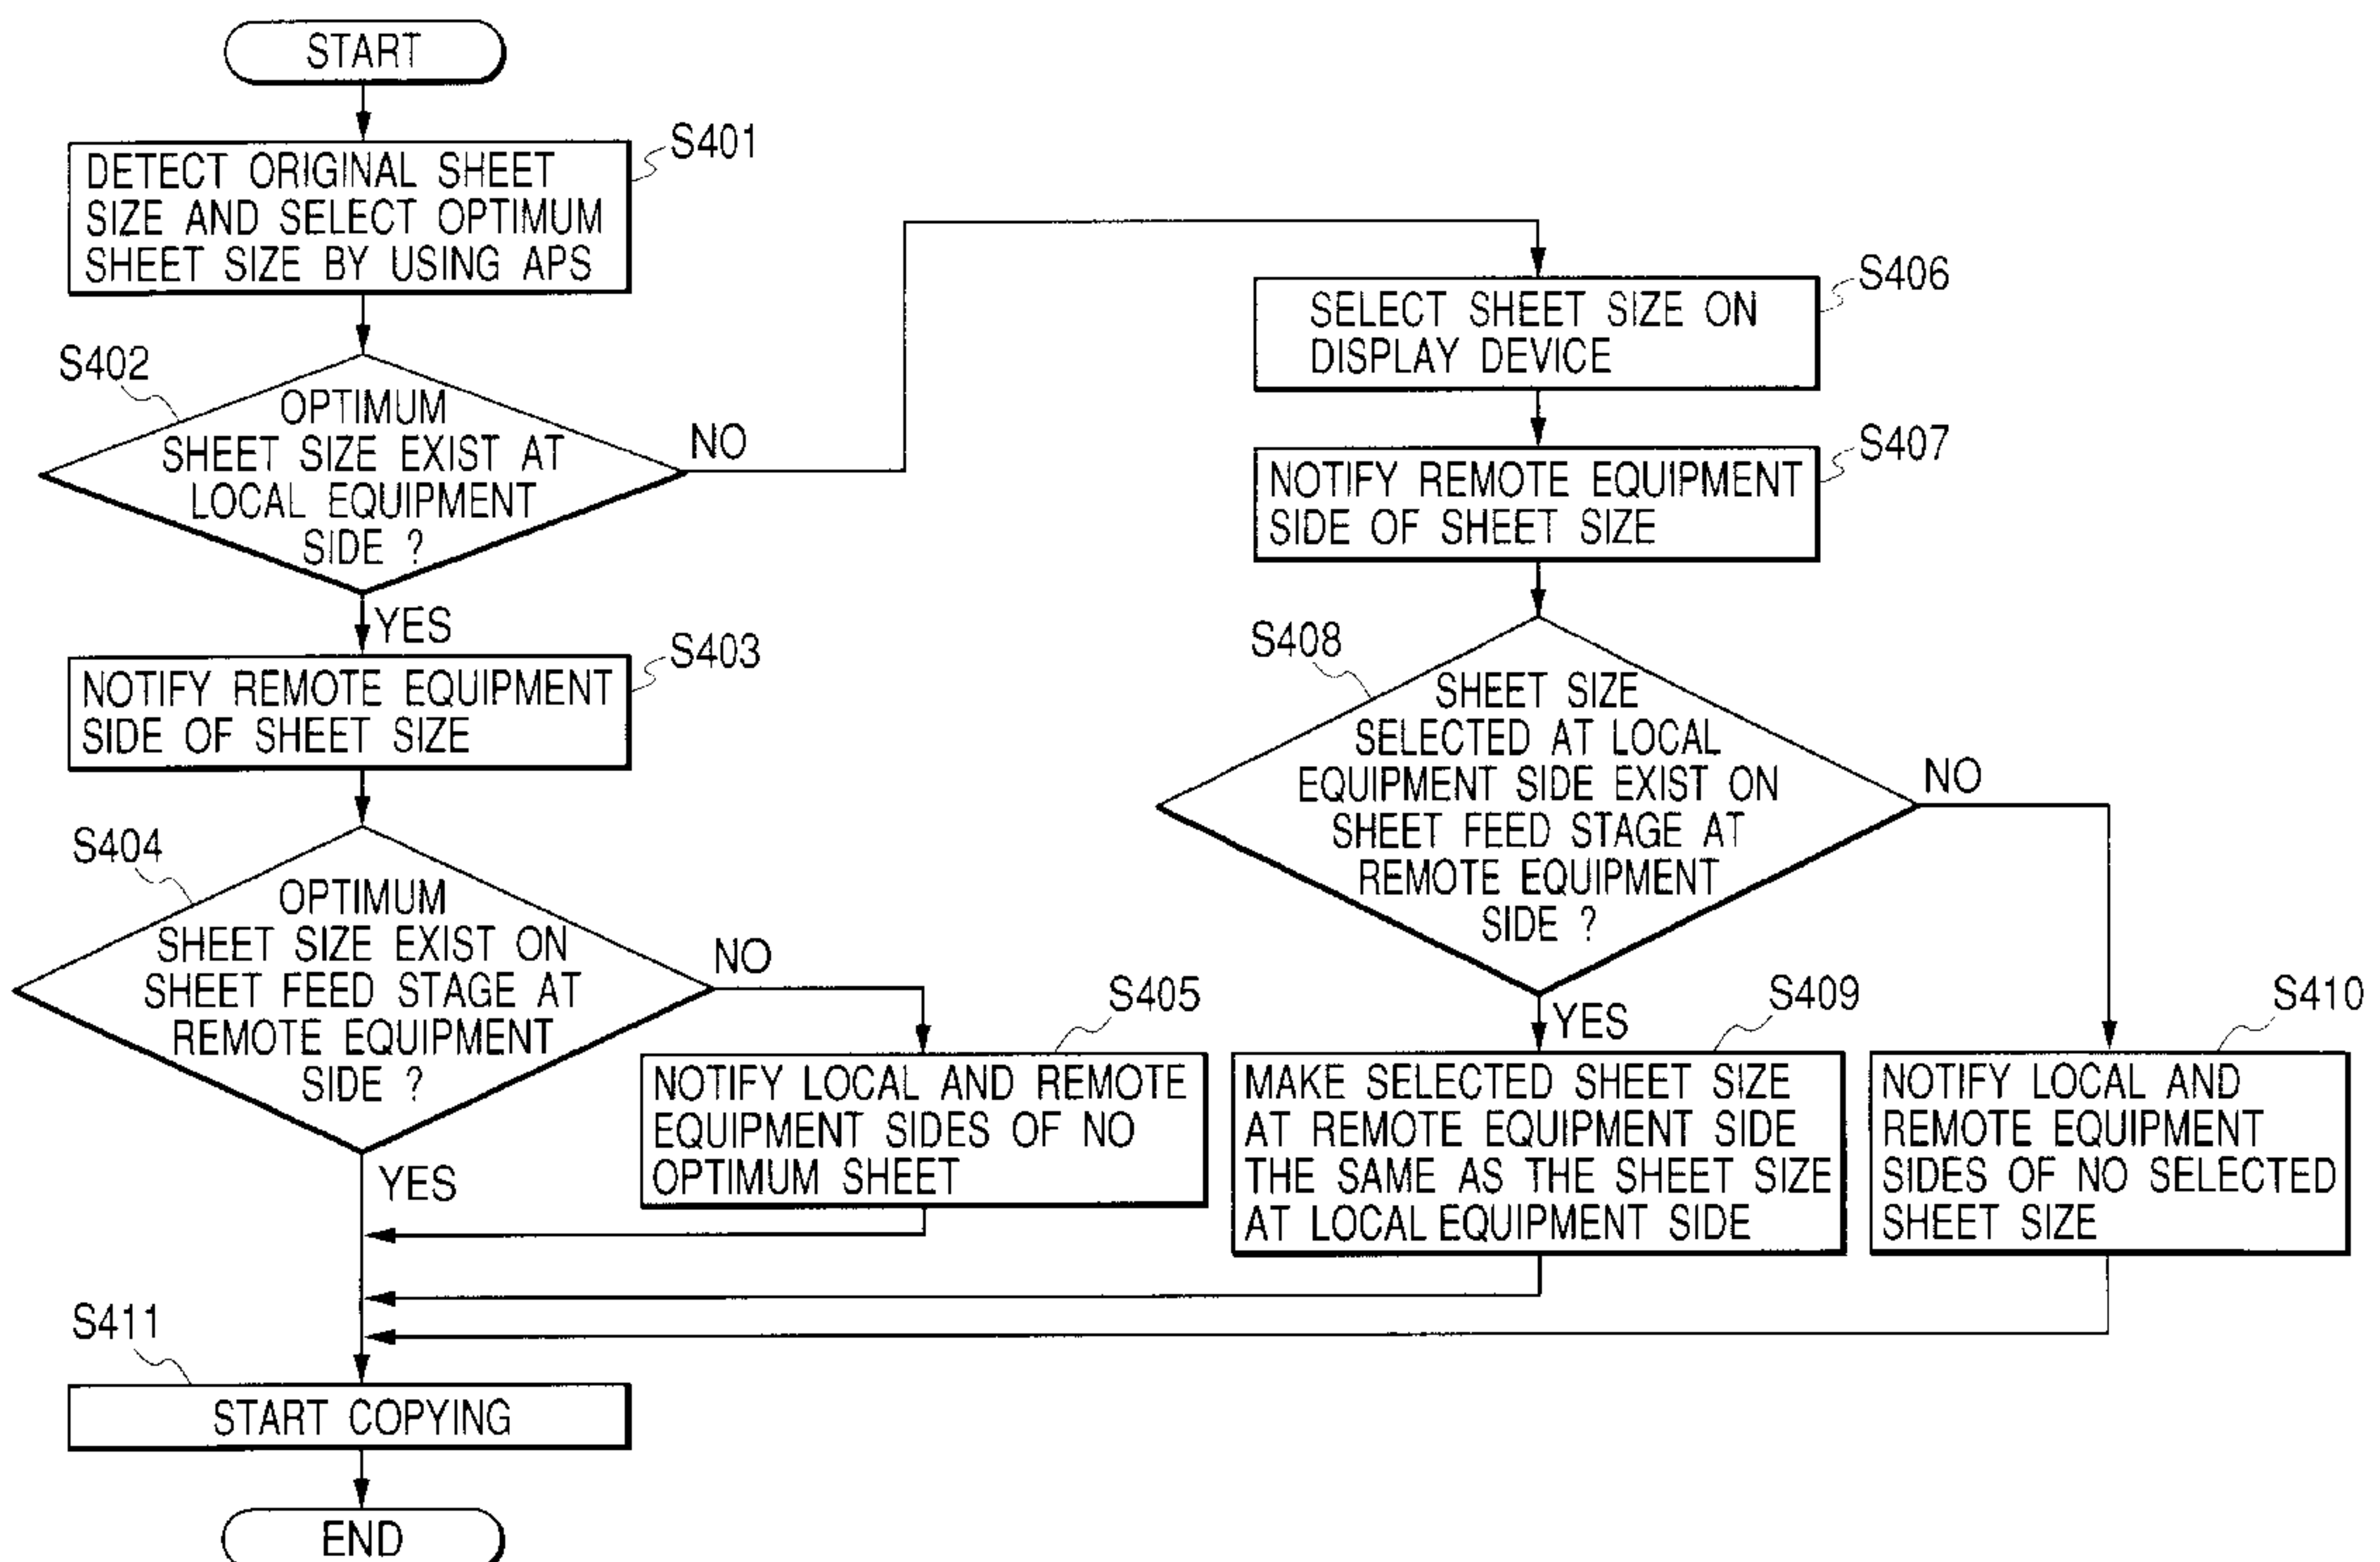 START
S401
DETECT ORIGINAL SHEET
SIZE AND SELECT OPTIMUM
SHEET SIZE BY USING APS
S402
OPTIMUM
SHEET SIZE EXIST AT
LOCAL EQUIPMENT
SIDE ?
NO
YES
S403
NOTIFY REMOTE EQUIPMENT
SIDE OF SHEET SIZE
S404
OPTIMUM
SHEET SIZE EXIST ON
SHEET FEED STAGE AT
REMOTE EQUIPMENT
SIDE ?
NO
YES
S405
NOTIFY LOCAL AND REMOTE
EQUIPMENT SIDES OF NO
OPTIMUM SHEET
S406
SELECT SHEET SIZE ON
DISPLAY DEVICE
S407
NOTIFY REMOTE EQUIPMENT
SIDE OF SHEET SIZE
S408
SHEET SIZE
SELECTED AT LOCAL
EQUIPMENT SIDE EXIST ON
SHEET FEED STAGE AT
REMOTE EQUIPMENT
SIDE ?
NO
YES
S409
MAKE SELECTED SHEET SIZE
AT REMOTE EQUIPMENT SIDE
THE SAME AS THE SHEET SIZE
AT LOCAL EQUIPMENT SIDE
S410
NOTIFY LOCAL AND
REMOTE EQUIPMENT
SIDES OF NO SELECTED
SHEET SIZE
S411
START COPYING
END